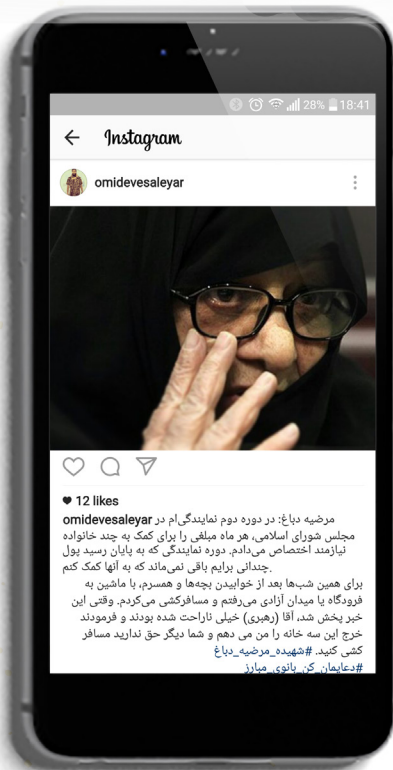 28% 18:41
Instagram
omidevesaleyar
12 likes
omidevesaleyar مرضیه دباغ: در دوره دوم نمایندگی‌ام در
مجلس شورای اسلامی، هر ماه مبلغی را برای کمک به چند خانواده
نیازمند اختصاص می‌دادم. دوره نمایندگی که به پایان رسید پول
چندانی برایم باقی نمی‌ماند که به آنها کمک کنم.
برای همین شب‌ها بعد از خوابیدن بچه‌ها و همسرم، با ماشین به
فرودگاه یا میدان آزادی می‌رفتم و مسافرکشی می‌کردم. وقتی این
خبر پخش شد، آقا (رهبری) خیلی ناراحت شده بودند و فرمودند
خرج این سه خانه را من می دهم و شما دیگر حق ندارید مسافر
کشی کنید. #شهیده_مرضیه_دباغ
#دعایمان_کن_بانوی_مبارز